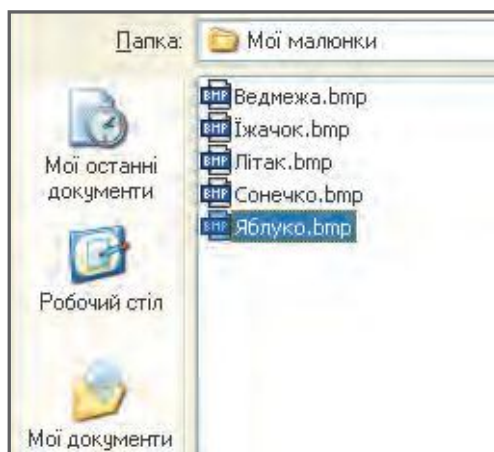 Папка: Мої малюнки
Ведмежа.bmp
Їжачок.bmp
Літак.bmp
Сонечко.bmp
Яблуко.bmp
Мої останні
документи
Робочий стіл
Мої документи